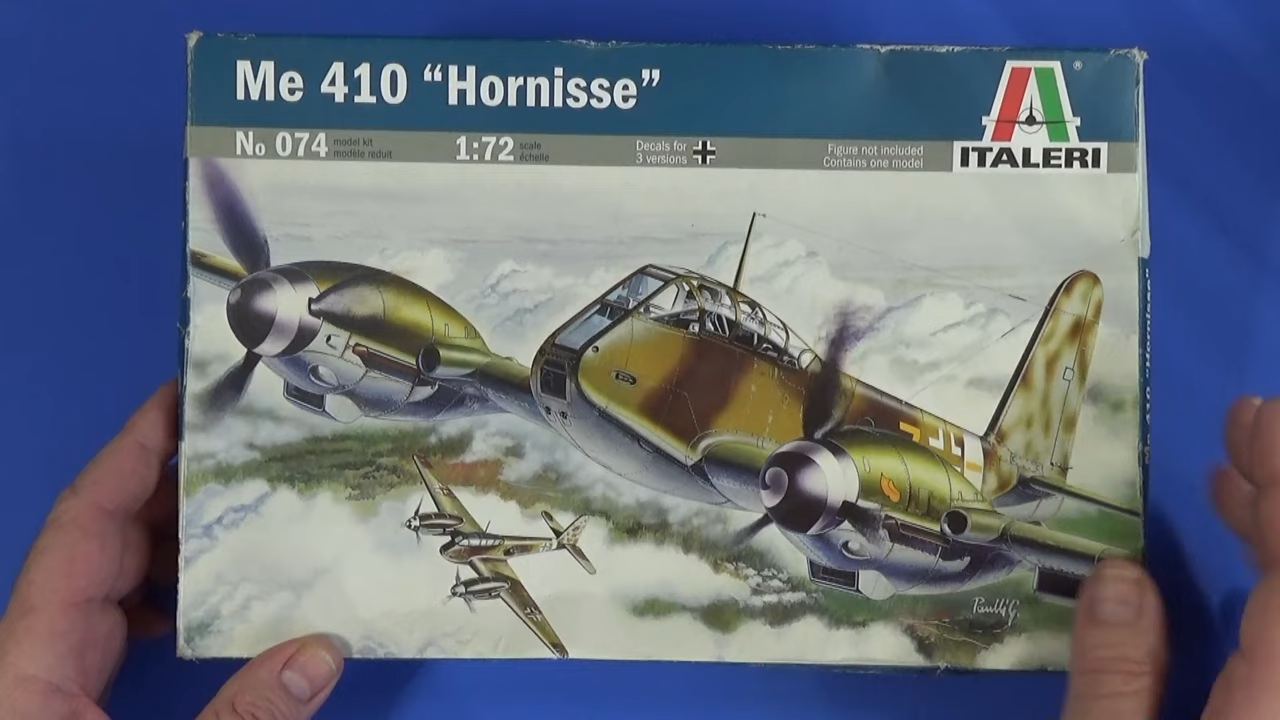 Me 410 “Hornisse”
®
No 074 model kit
modèle reduit
1:72 scale
échelle
Decals for
3 versions
Figure not included
Contains one model
ITALERI